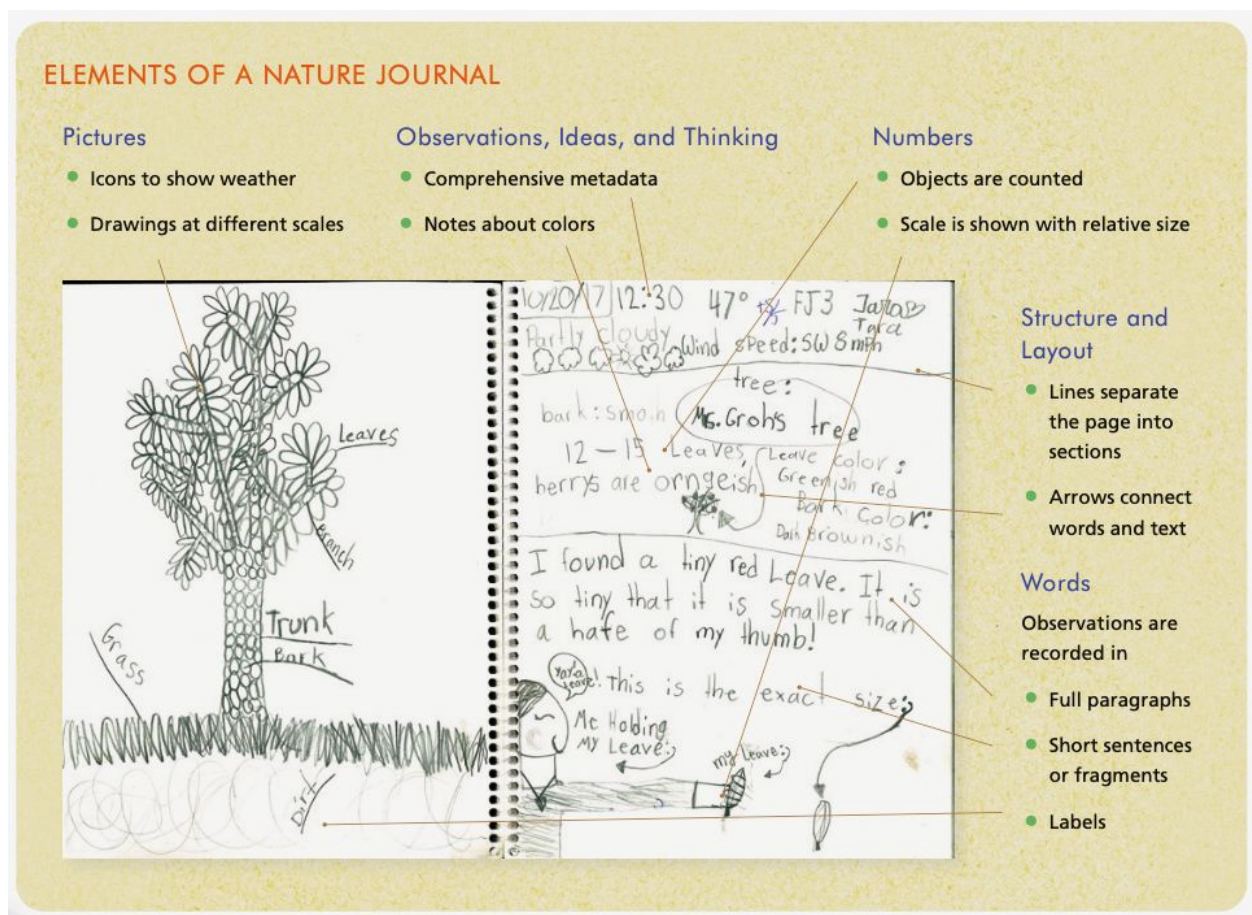 ELEMENTS OF A NATURE JOURNAL
Pictures
Icons to show weather
Drawings at different scales
Observations, Ideas, and Thinking
Comprehensive metadata
Notes about colors
Numbers
Objects are counted
Scale is shown with relative size
Leaves
Branch
Trunk
Bark
Grass
Dirt
10/20/17 12:30 47° FJ3
Tara
Partly cloudy Wind speed: SW 8 mph
tree:
Ms. Groh's tree
bark: smo.h
12 - 15 Leaves,
berrys are orngeish
Leave color:
Greenish red
Bark color:
Dark Brownish
I found a tiny red Leave. It is
so tiny that it is smaller than
a hafe of my thumb!
This is the exact size:
Me Holding
My Leave:
my Leave:
Structure and
Layout
Lines separate
the page into
sections
Arrows connect
words and text
Words
Observations are
recorded in
Full paragraphs
Short sentences
or fragments
Labels